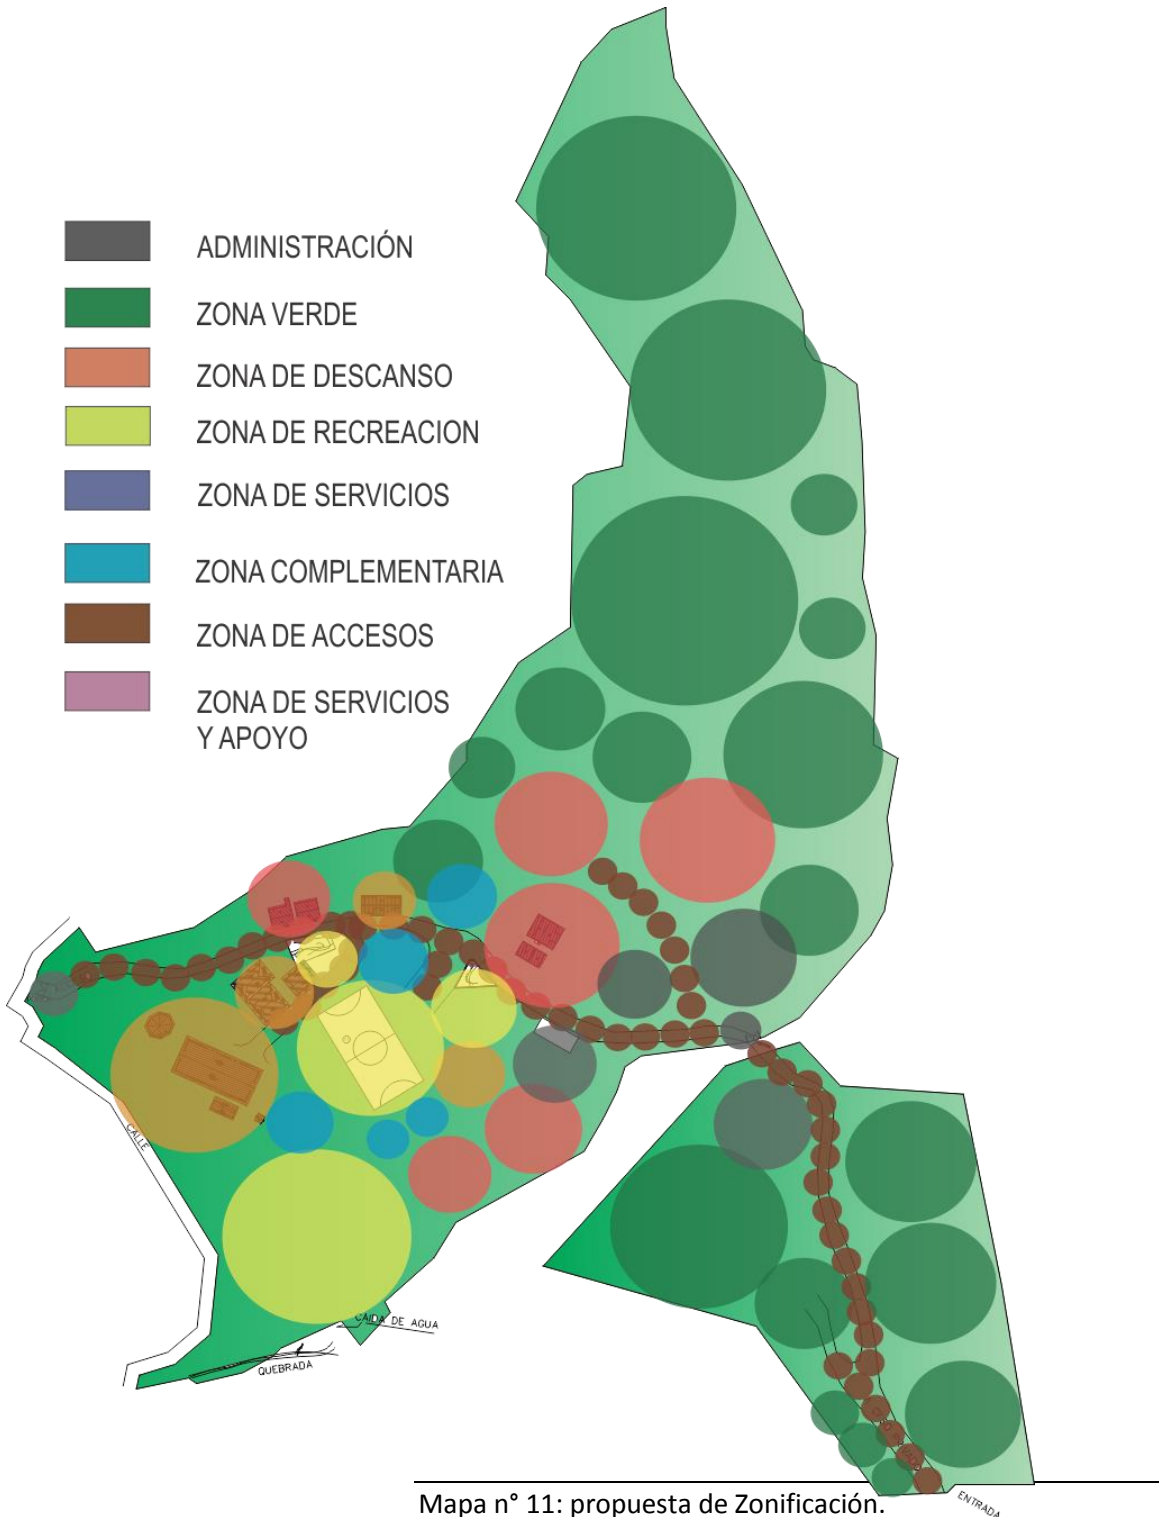 ADMINISTRACIÓN
ZONA VERDE
ZONA DE DESCANSO
ZONA DE RECREACION
ZONA DE SERVICIOS
ZONA COMPLEMENTARIA
ZONA DE ACCESOS
ZONA DE SERVICIOS
Y APOYO
CALLE
CAIDA DE AGUA
QUEBRADA
ENTRADA
Mapa n° 11: propuesta de Zonificación.